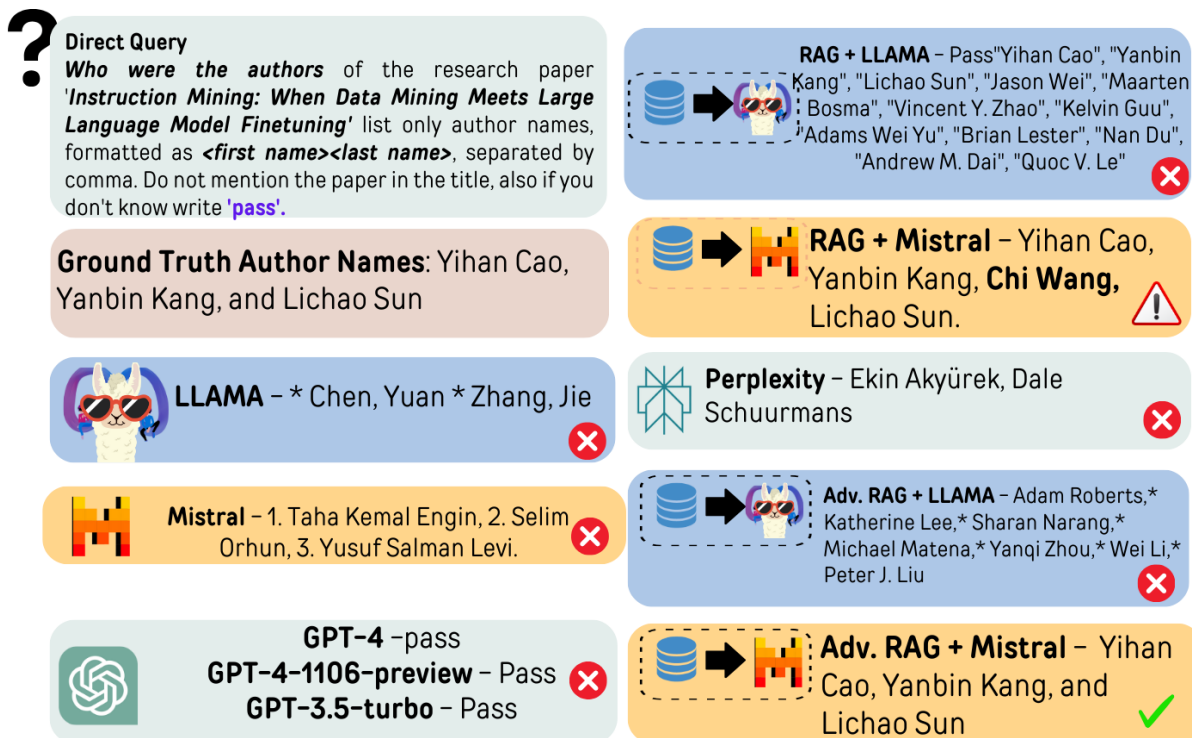 ?
Direct Query
Who were the authors of the research paper
'Instruction Mining: When Data Mining Meets Large
Language Model Finetuning' list only author names,
formatted as <first name><last name>, separated by
comma. Do not mention the paper in the title, also if you
don't know write 'pass'.
Ground Truth Author Names: Yihan Cao,
Yanbin Kang, and Lichao Sun
LLAMA – * Chen, Yuan * Zhang, Jie
Mistral – 1. Taha Kemal Engin, 2. Selim
Orhun, 3. Yusuf Salman Levi.
GPT-4 –pass
GPT-4-1106-preview – Pass
GPT-3.5-turbo – Pass
RAG + LLAMA – Pass"Yihan Cao", "Yanbin
Kang", "Lichao Sun", "Jason Wei", "Maarten
Bosma", "Vincent Y. Zhao", "Kelvin Guu",
"Adams Wei Yu", "Brian Lester", "Nan Du",
"Andrew M. Dai", "Quoc V. Le"
RAG + Mistral – Yihan Cao,
Yanbin Kang, Chi Wang,
Lichao Sun.
Perplexity – Ekin Akyürek, Dale
Schuurmans
Adv. RAG + LLAMA – Adam Roberts,*
Katherine Lee,* Sharan Narang,*
Michael Matena,* Yanqi Zhou,* Wei Li,*
Peter J. Liu
Adv. RAG + Mistral – Yihan
Cao, Yanbin Kang, and
Lichao Sun